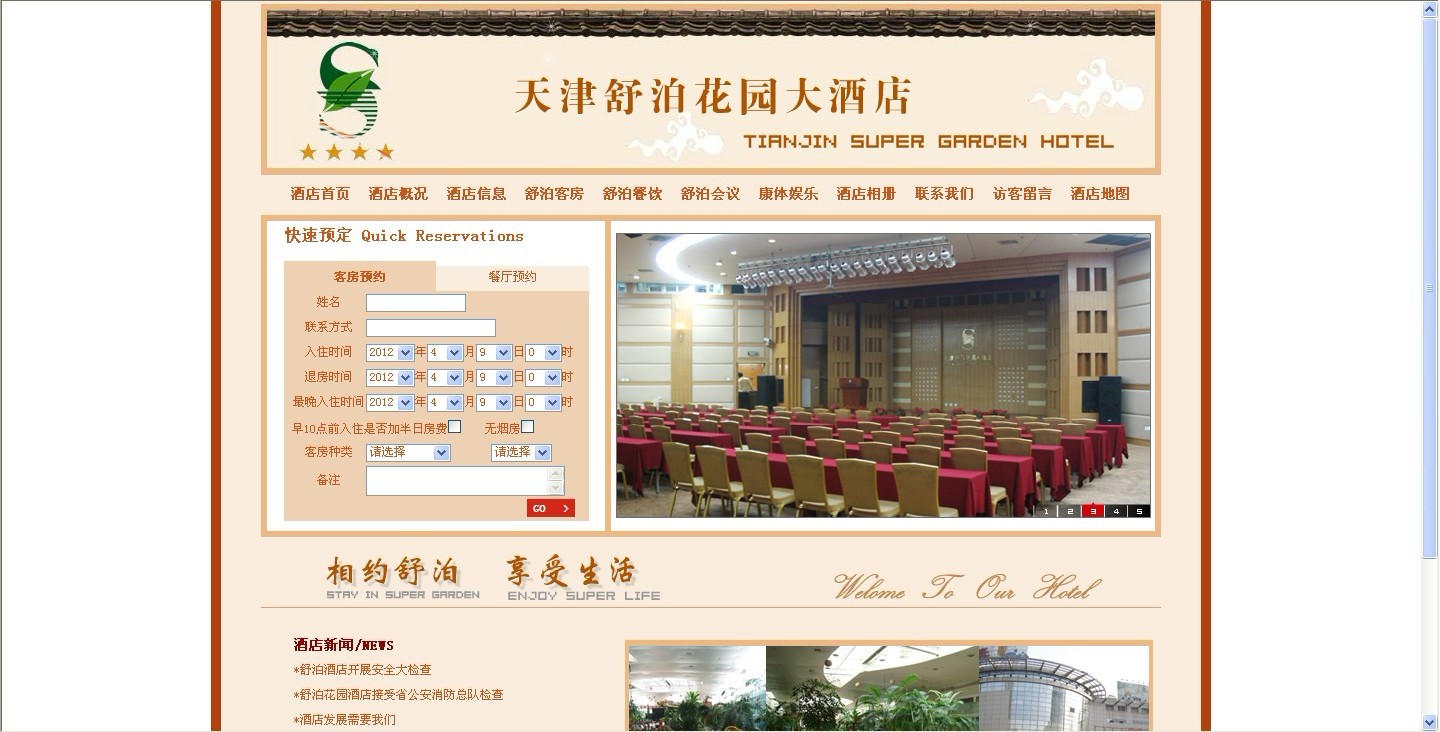 天津舒泊花园大酒店
TIANJIN SUPER GARDEN HOTEL
酒店首页 酒店概况 酒店信息 舒泊客房 舒泊餐饮 舒泊会议 康体娱乐 酒店相册 联系我们 访客留言 酒店地图
快速预定 Quick Reservations
客房预约 餐厅预约
姓名
联系方式
入住时间 2012 年 4 月 9 日 0 时
退房时间 2012 年 4 月 9 日 0 时
最晚入住时间 2012 年 4 月 9 日 0 时
早10点前入住是否加半日房费 无烟房
客房种类 请选择 请选择
备注
GO >
1 2 3 4 5
相约舒泊 享受生活
STAY IN SUPER GARDEN ENJOY SUPER LIFE
Welome To Our Hotel
酒店新闻/NEWS
*舒泊酒店开展安全大检查
*舒泊花园酒店接受省公安消防总队检查
*酒店发展需要我们